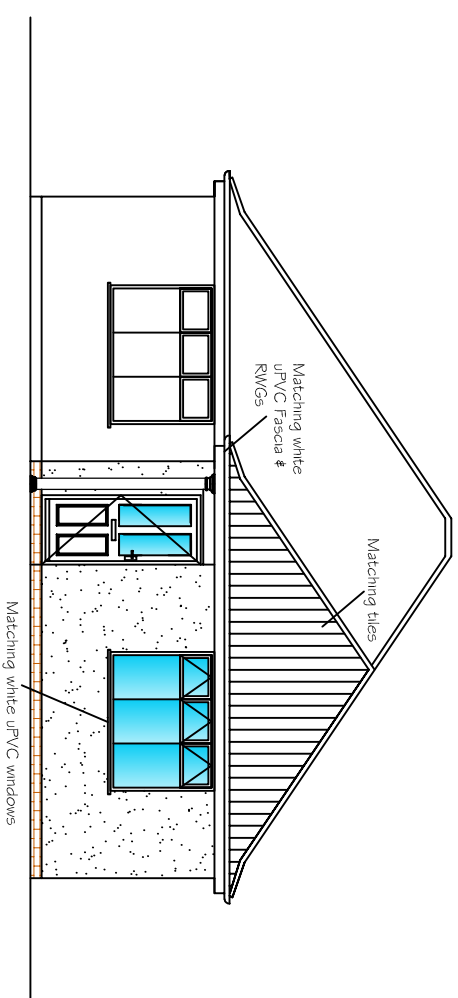 Matching white
uPVC Fascia &
RWGs
Matching tiles
Matching white uPVC windows